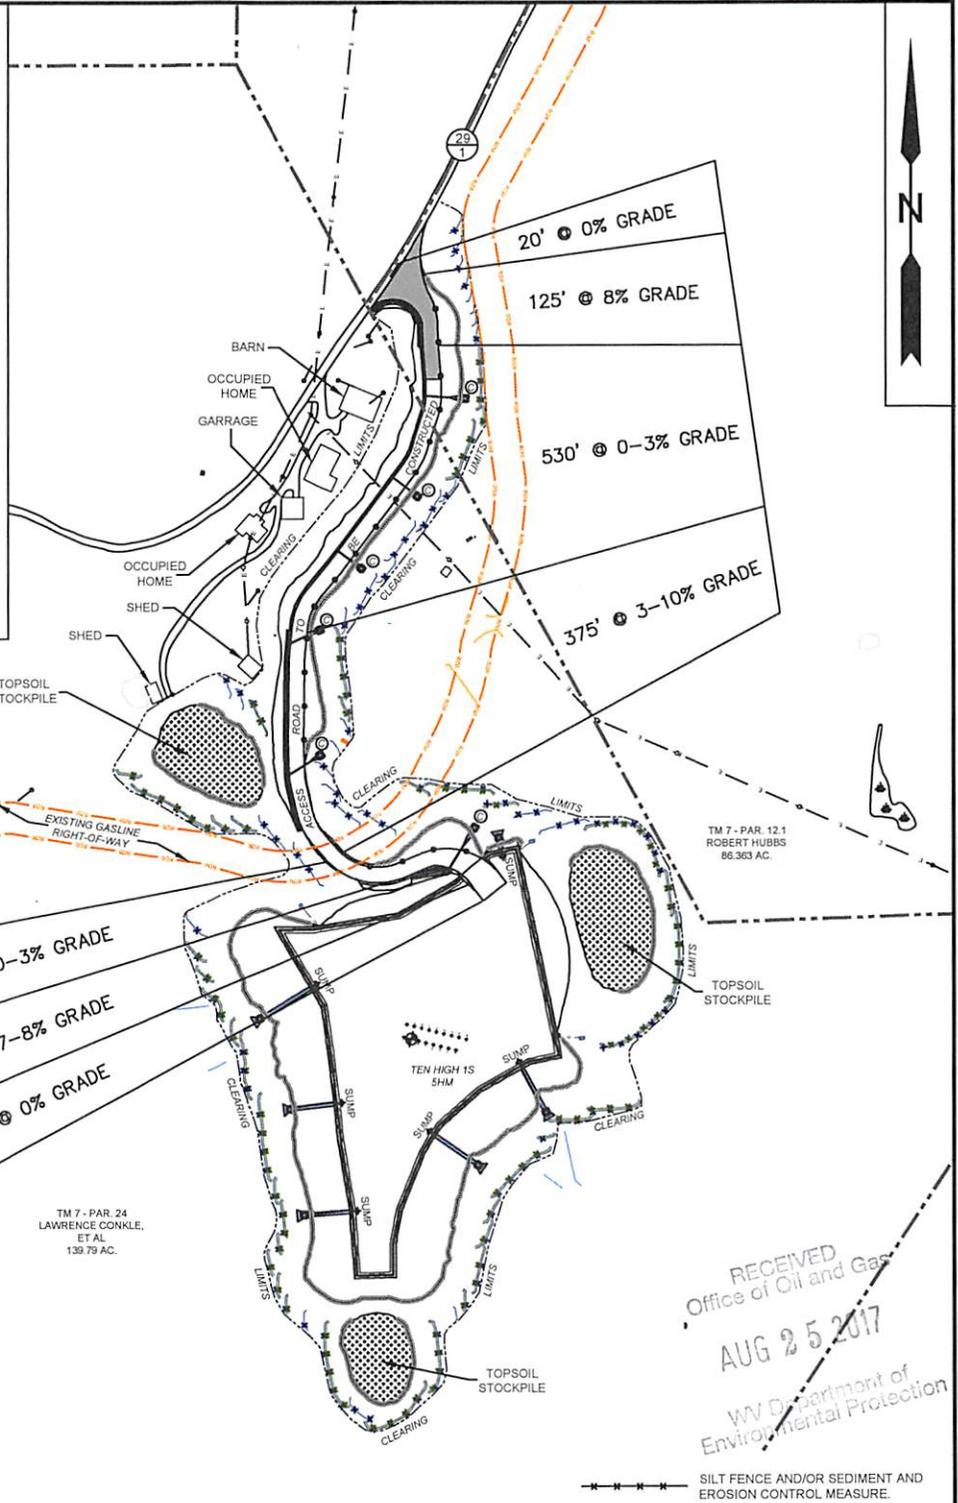 29
1
N
20' @ 0% GRADE
125' @ 8% GRADE
BARN
OCCUPIED
HOME
GARRAGE
LIMITS
CONSTRUCTED
530' @ 0-3% GRADE
LIMITS
BE
CLEARING
CLEARING
OCCUPIED
HOME
SHED
TO
375' @ 3-10% GRADE
SHED
TOPSOIL
STOCKPILE
ROAD
ACCESS
CLEARING
LIMITS
EXISTING GASLINE
RIGHT-OF-WAY
TM 7 - PAR. 12.1
ROBERT HUBBS
86.363 AC.
SUMP
0-3% GRADE
LIMITS
SUMP
TOPSOIL
STOCKPILE
7-8% GRADE
TEN HIGH 1S
5HM
SUMP
@ 0% GRADE
CLEARING
SUMP
SUMP
CLEARING
SUMP
TM 7 - PAR. 24
LAWRENCE CONKLE,
ET AL
139.79 AC.
LIMITS
LIMITS
RECEIVED
Office of Oil and Gas
AUG 25 2017
WV Department of
Environmental Protection
TOPSOIL
STOCKPILE
CLEARING
SILT FENCE AND/OR SEDIMENT AND
EROSION CONTROL MEASURE.